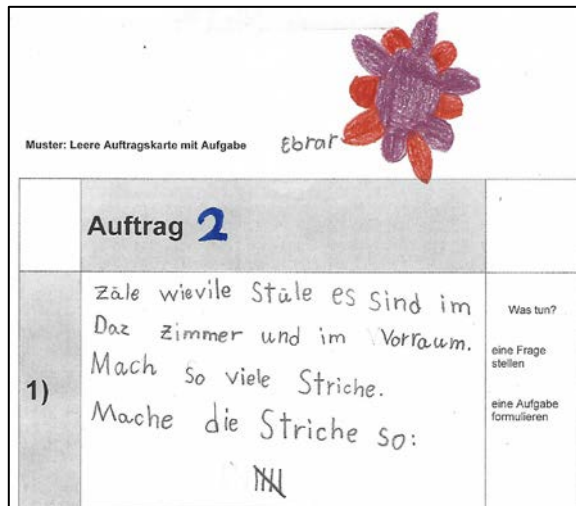 Muster: Leere Auftragskarte mit Aufgabe
Ebrar
Auftrag 2
1)
zäle wievile Stüle es Sind im
Daz zimmer und im Vorraum.
Mach so viele Striche.
Mache die Striche so:
Was tun?
eine Frage
stellen
eine Aufgabe
formulieren